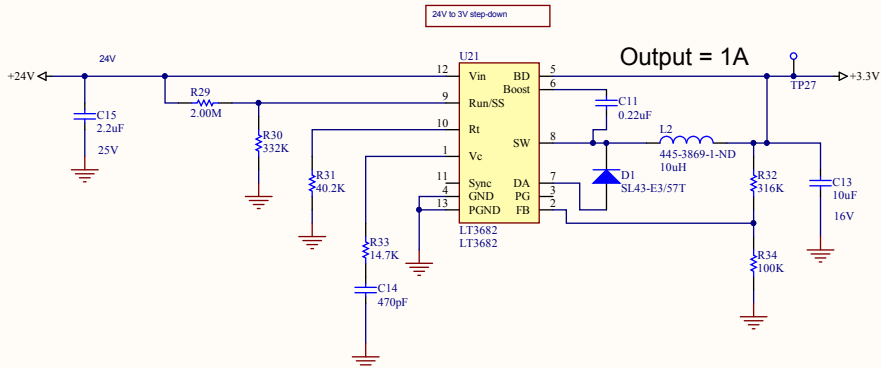 24V to 3V step-down
Output = 1A
24V
+24V
C15
2.2uF
25V
R29
2.00M
R30
332K
R31
40.2K
R33
14.7K
C14
470pF
U21
12 Vin
9 Run/SS
10 Rt
1 Vc
11 Sync
4 GND
13 PGND
BD 5
Boost 6
SW 8
DA 7
PG 3
FB 2
LT3682
LT3682
C11
0.22uF
L2
445-3869-1-ND
10uH
D1
SL43-E3/57T
R32
316K
R34
100K
C13
10uF
16V
TP27
+3.3V